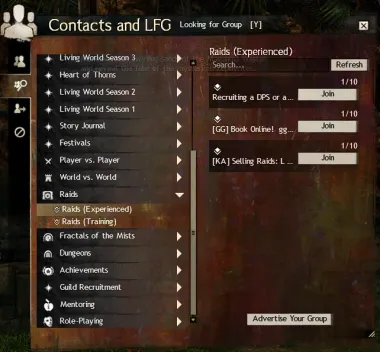 Contacts and LFG Looking for Group [Y]
Living World Season 3
Heart of Thorns
Living World Season 2
Living World Season 1
Story Journal
Festivals
Player vs. Player
World vs. World
Raids
Raids (Experienced)
Raids (Training)
Fractals of the Mists
Dungeons
Achievements
Guild Recruitment
Mentoring
Role-Playing
Raids (Experienced)
Search...
Refresh
1/10
Recruiting a DPS or a...
Join
1/10
[GG] Book Online! gg...
Join
1/10
[KA] Selling Raids: L...
Join
Advertise Your Group